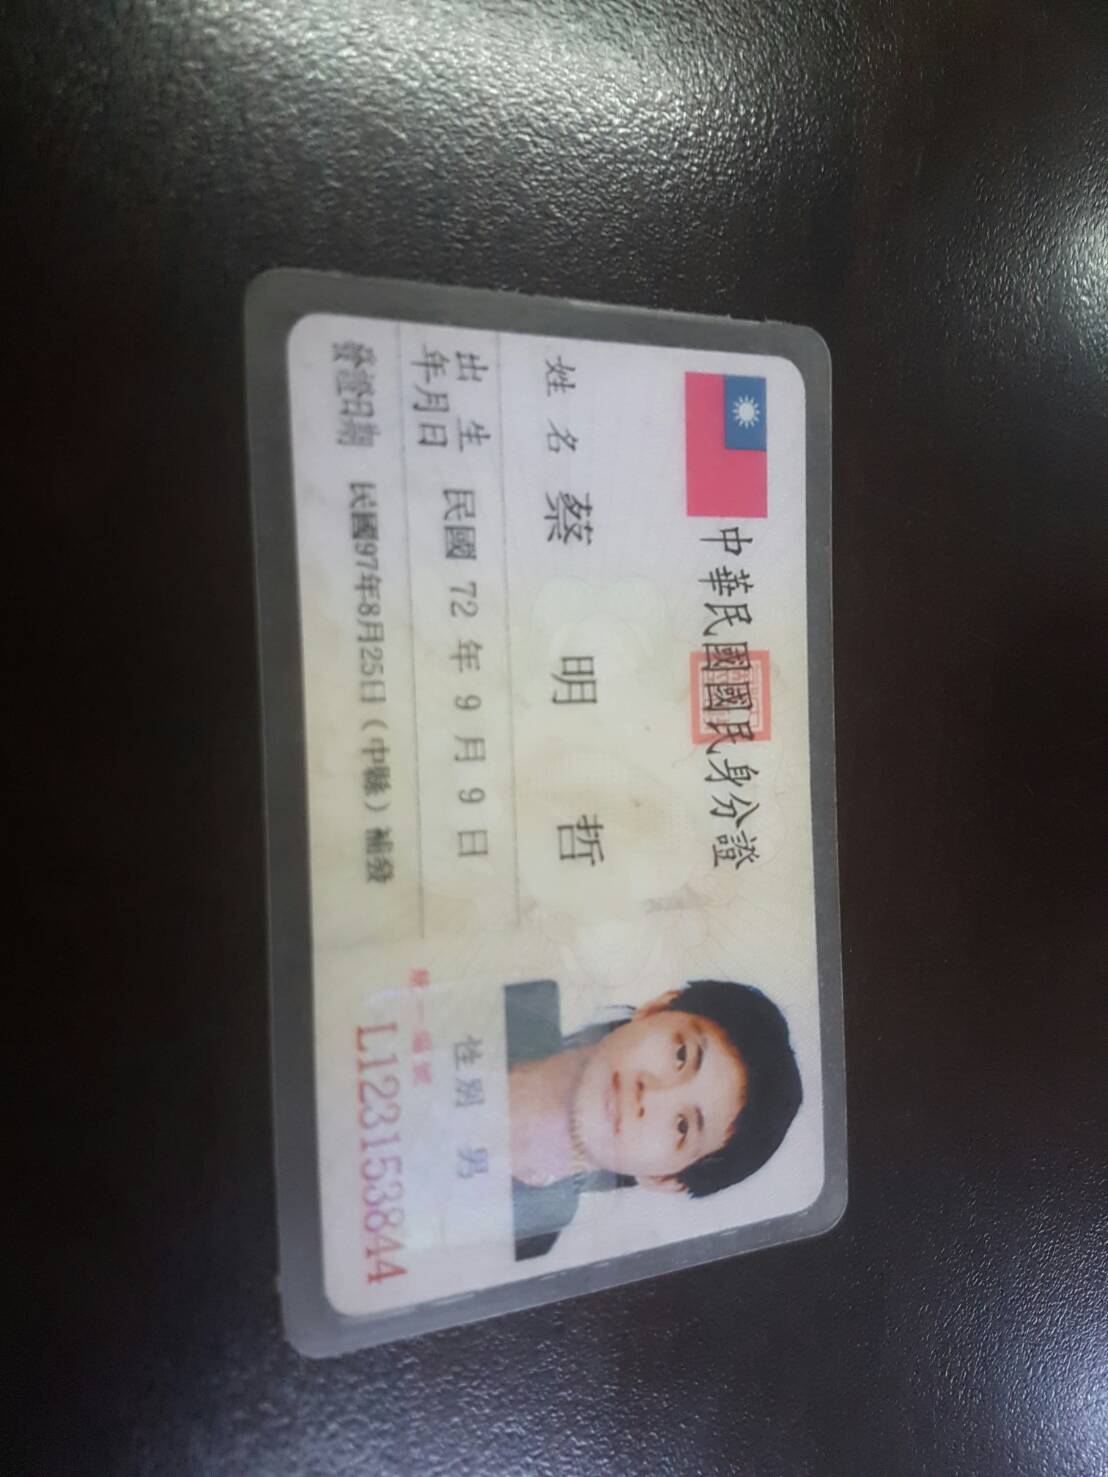 中華民國國民身分證
姓名 蔡明哲
出生年月日 民國 72 年 9 月 9 日
性別 男
發證日期 民國97年8月25日(中縣)補發
統一編號
L123153844